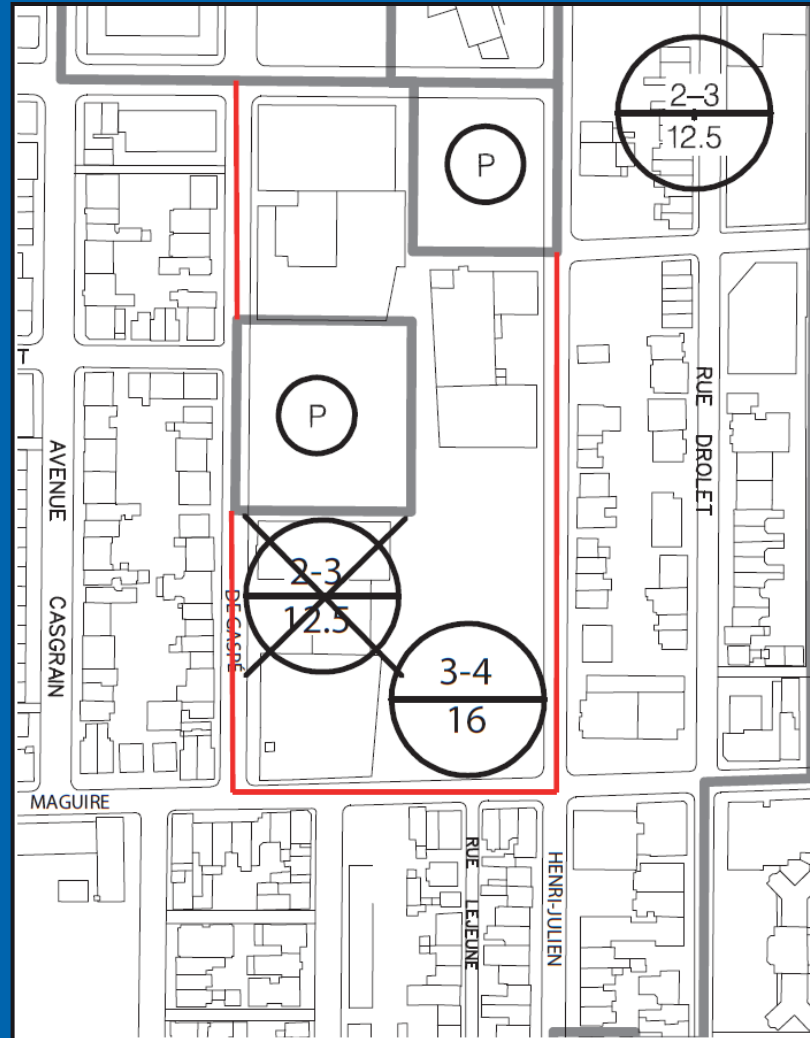 2–3
12.5
P
P
T
RUE DROLET
AVENUE CASGRAIN
2-3
12.5
DE GASPÉ
3-4
16
MAGUIRE
RUE LEJEUNE
HENRI-JULIEN